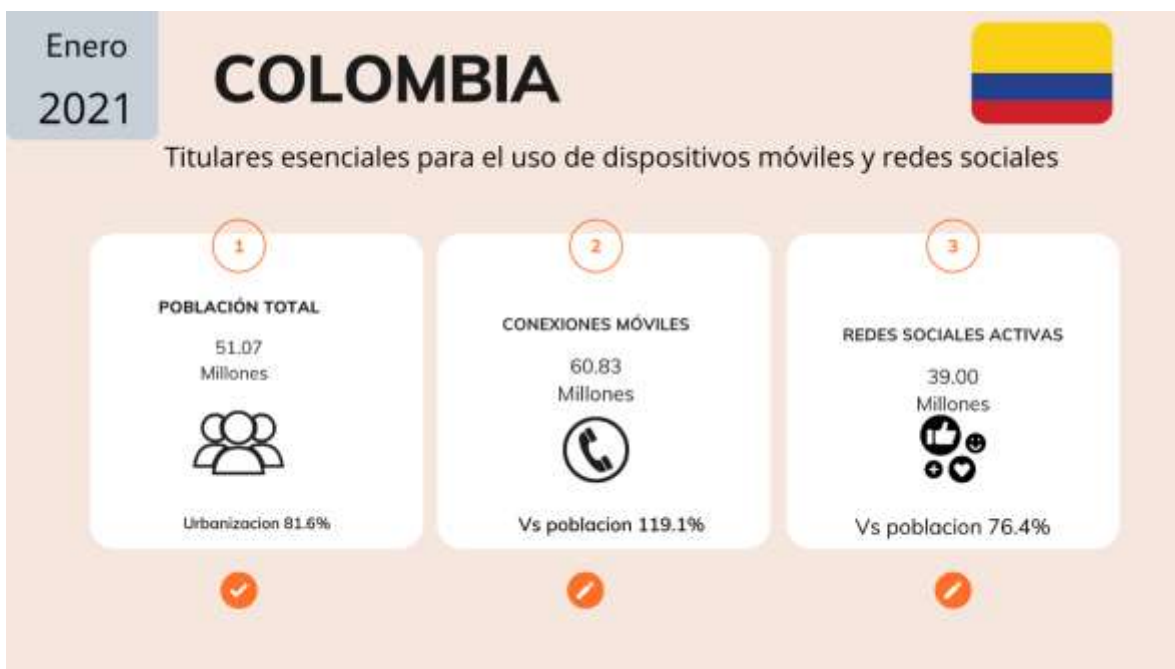 Enero
2021
COLOMBIA
Titulares esenciales para el uso de dispositivos móviles y redes sociales
1
POBLACIÓN TOTAL
51.07
Millones
Urbanizacion 81.6%
2
CONEXIONES MÓVILES
60.83
Millones
Vs poblacion 119.1%
3
REDES SOCIALES ACTIVAS
39.00
Millones
Vs poblacion 76.4%